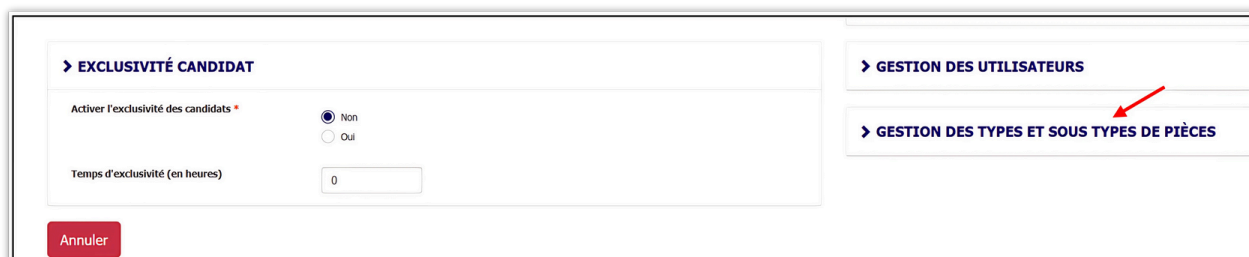 EXCLUSIVITÉ CANDIDAT
Activer l'exclusivité des candidats *
Non
Oui
Temps d'exclusivité (en heures)
0
Annuler
GESTION DES UTILISATEURS
GESTION DES TYPES ET SOUS TYPES DE PIÈCES